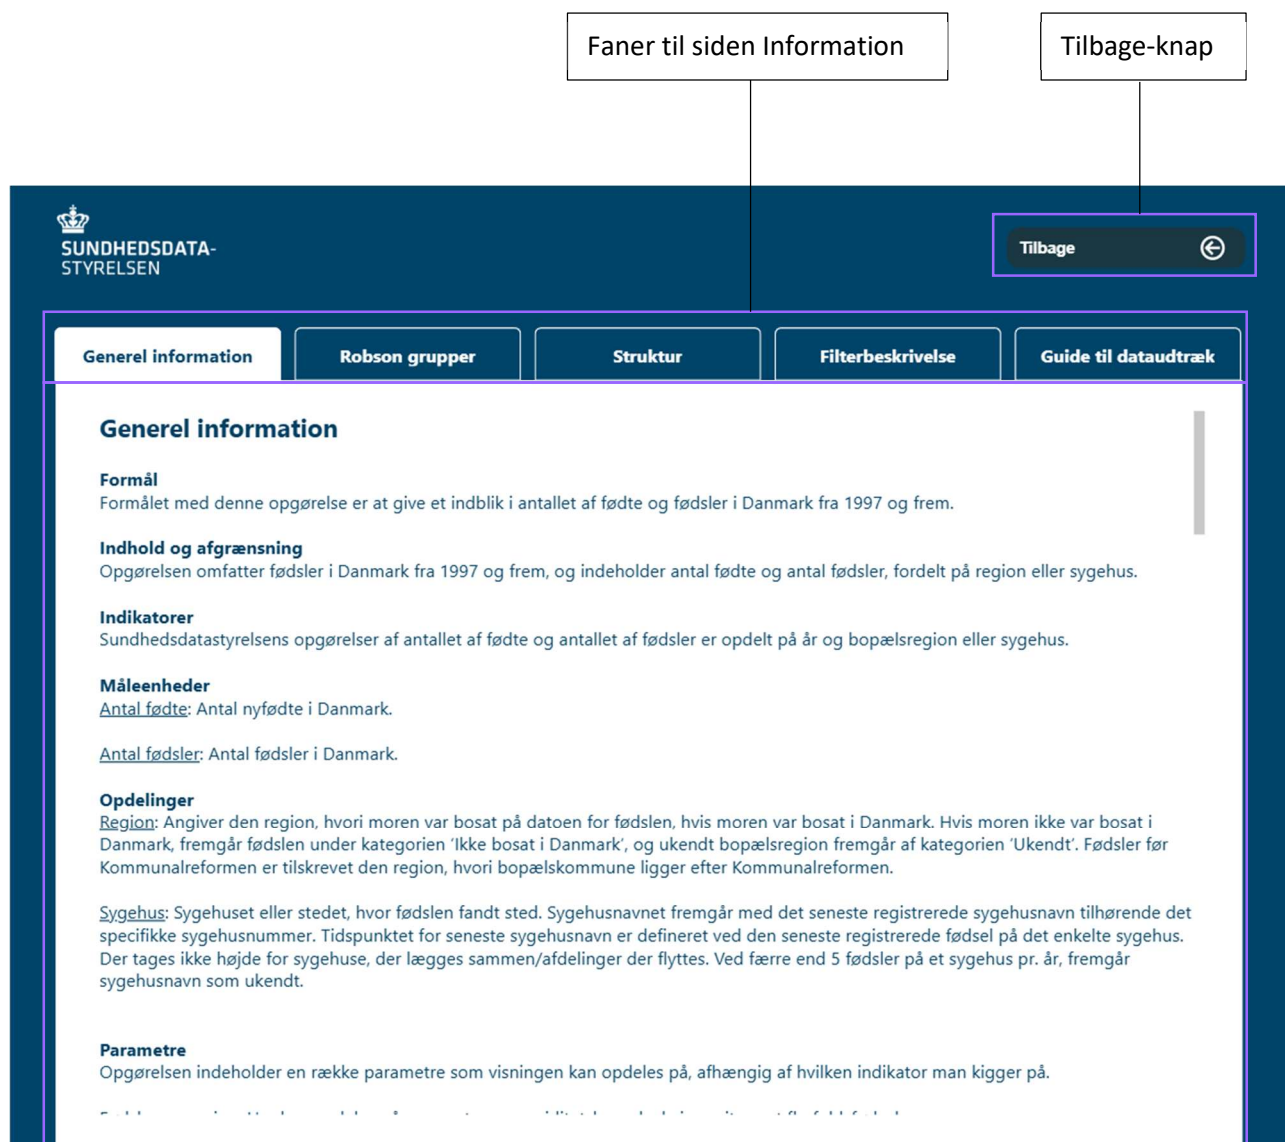 Faner til siden Information
Tilbage-knap
SUNDHEDSDATA-
STYRELSEN
Tilbage
Generel information
Robson grupper
Struktur
Filterbeskrivelse
Guide til dataudtræk
Generel information
Formål
Formålet med denne opgørelse er at give et indblik i antallet af fødte og fødsler i Danmark fra 1997 og frem.
Indhold og afgrænsning
Opgørelsen omfatter fødsler i Danmark fra 1997 og frem, og indeholder antal fødte og antal fødsler, fordelt på region eller sygehus.
Indikatorer
Sundhedsdatastyrelsens opgørelser af antallet af fødte og antallet af fødsler er opdelt på år og bopælsregion eller sygehus.
Måleenheder
Antal fødte: Antal nyfødte i Danmark.
Antal fødsler: Antal fødsler i Danmark.
Opdelinger
Region: Angiver den region, hvori moren var bosat på datoen for fødslen, hvis moren var bosat i Danmark. Hvis moren ikke var bosat i
Danmark, fremgår fødslen under kategorien ‘Ikke bosat i Danmark’, og ukendt bopælsregion fremgår af kategorien ‘Ukendt’. Fødsler før
Kommunalreformen er tilskrevet den region, hvori bopælskommune ligger efter Kommunalreformen.
Sygehus: Sygehuset eller stedet, hvor fødslen fandt sted. Sygehusnavnet fremgår med det seneste registrerede sygehusnavn tilhørende det
specifikke sygehusnummer. Tidspunktet for seneste sygehusnavn er defineret ved den seneste registrerede fødsel på det enkelte sygehus.
Der tages ikke højde for sygehuse, der lægges sammen/afdelinger der flyttes. Ved færre end 5 fødsler på et sygehus pr. år, fremgår
sygehusnavn som ukendt.
Parametre
Opgørelsen indeholder en række parametre som visningen kan opdeles på, afhængig af hvilken indikator man kigger på.